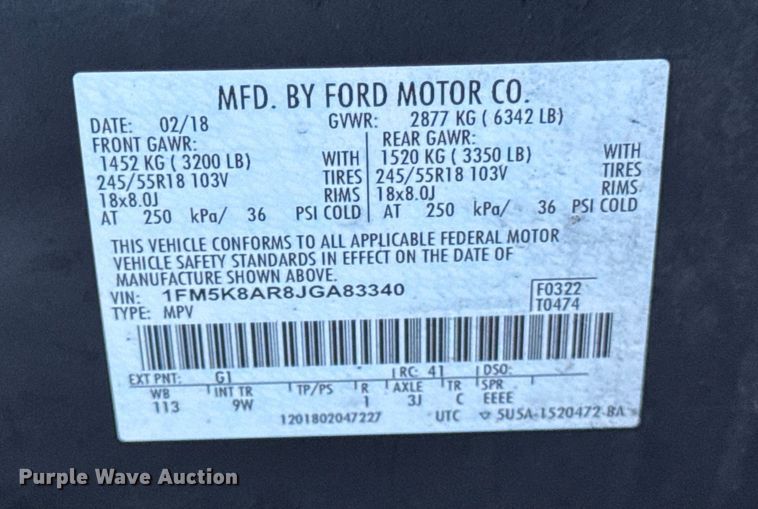 MFD. BY FORD MOTOR CO.
DATE: 02/18 GVWR: 2877 KG ( 6342 LB)
FRONT GAWR: REAR GAWR:
1452 KG ( 3200 LB) WITH 1520 KG ( 3350 LB) WITH
245/55R18 103V TIRES 245/55R18 103V TIRES
18x8.0J RIMS 18x8.0J RIMS
AT 250 kPa/ 36 PSI COLD AT 250 kPa/ 36 PSI COLD
THIS VEHICLE CONFORMS TO ALL APPLICABLE FEDERAL MOTOR
VEHICLE SAFETY STANDARDS IN EFFECT ON THE DATE OF
MANUFACTURE SHOWN ABOVE.
VIN: 1FM5K8AR8JGA83340 F0322
TYPE: MPV T0474
EXT PNT: G1 RC: 41 DSO:
WB INT TR TP/PS R AXLE TR SPR
113 9W 1 3J C EEEE
1201802047227 UTC 5U5A-1520472-BA
Purple Wave Auction